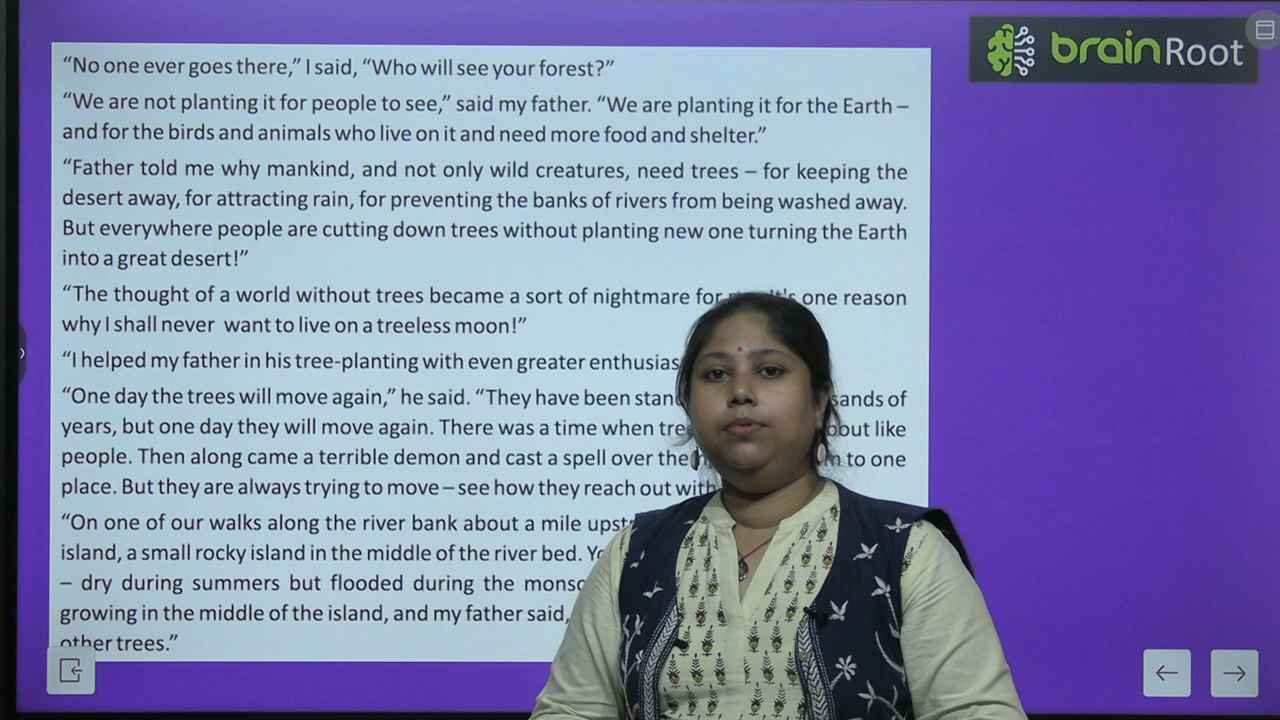 brainRoot
“No one ever goes there,” I said, “Who will see your forest?”
“We are not planting it for people to see,” said my father. “We are planting it for the Earth –
and for the birds and animals who live on it and need more food and shelter.”
“Father told me why mankind, and not only wild creatures, need trees – for keeping the
desert away, for attracting rain, for preventing the banks of rivers from being washed away.
But everywhere people are cutting down trees without planting new one turning the Earth
into a great desert!”
“The thought of a world without trees became a sort of nightmare for one reason
why I shall never want to live on a treeless moon!”
“I helped my father in his tree-planting with even greater
“One day the trees will move again,” he said. “They have been of
years, but one day they will move again. There was a time when like
people. Then along came a terrible demon and cast a spell over to one
place. But they are always trying to move – see how they reach out with
“On one of our walks along the river bank about a mile
island, a small rocky island in the middle of the river bed.
– dry during summers but flooded during the
growing in the middle of the island, and my father said,
other trees.”